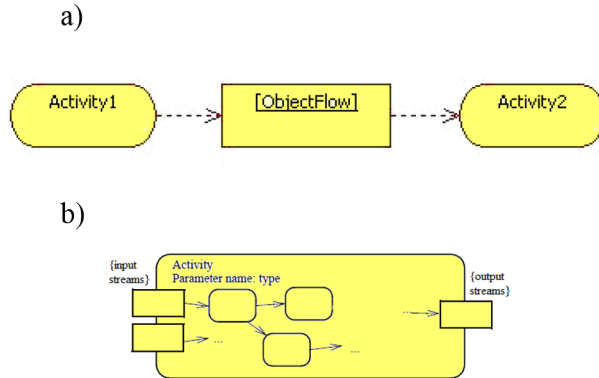 a)
Activity1
[ObjectFlow]
Activity2
b)
{input
streams}
Activity
Parameter name: type
...
...
...
{output
streams}